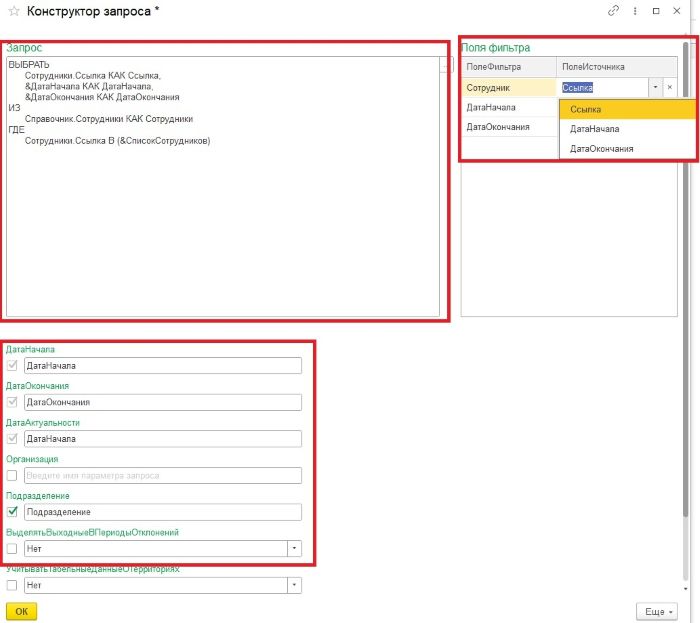 Конструктор запроса *
Запрос
ВЫБРАТЬ
Сотрудники.Ссылка КАК Ссылка,
&ДатаНачала КАК ДатаНачала,
&ДатаОкончания КАК ДатаОкончания
ИЗ
Справочник.Сотрудники КАК Сотрудники
ГДЕ
Сотрудники.Ссылка В (&СписокСотрудников)
...
Поля фильтра
ПолеФильтра ПолеИсточника
Сотрудник Ссылка
ДатаНачала
ДатаОкончания
Ссылка
ДатаНачала
ДатаОкончания
ДатаНачала
ДатаНачала
ДатаОкончания
ДатаОкончания
ДатаАктуальности
ДатаНачала
Организация
Введите имя параметра запроса
Подразделение
Подразделение
ВыделятьВыходныеВПериодыОтклонений
Нет
УчитыватьТабельныеДанныеОТерриториях
Нет
ОК
Еще